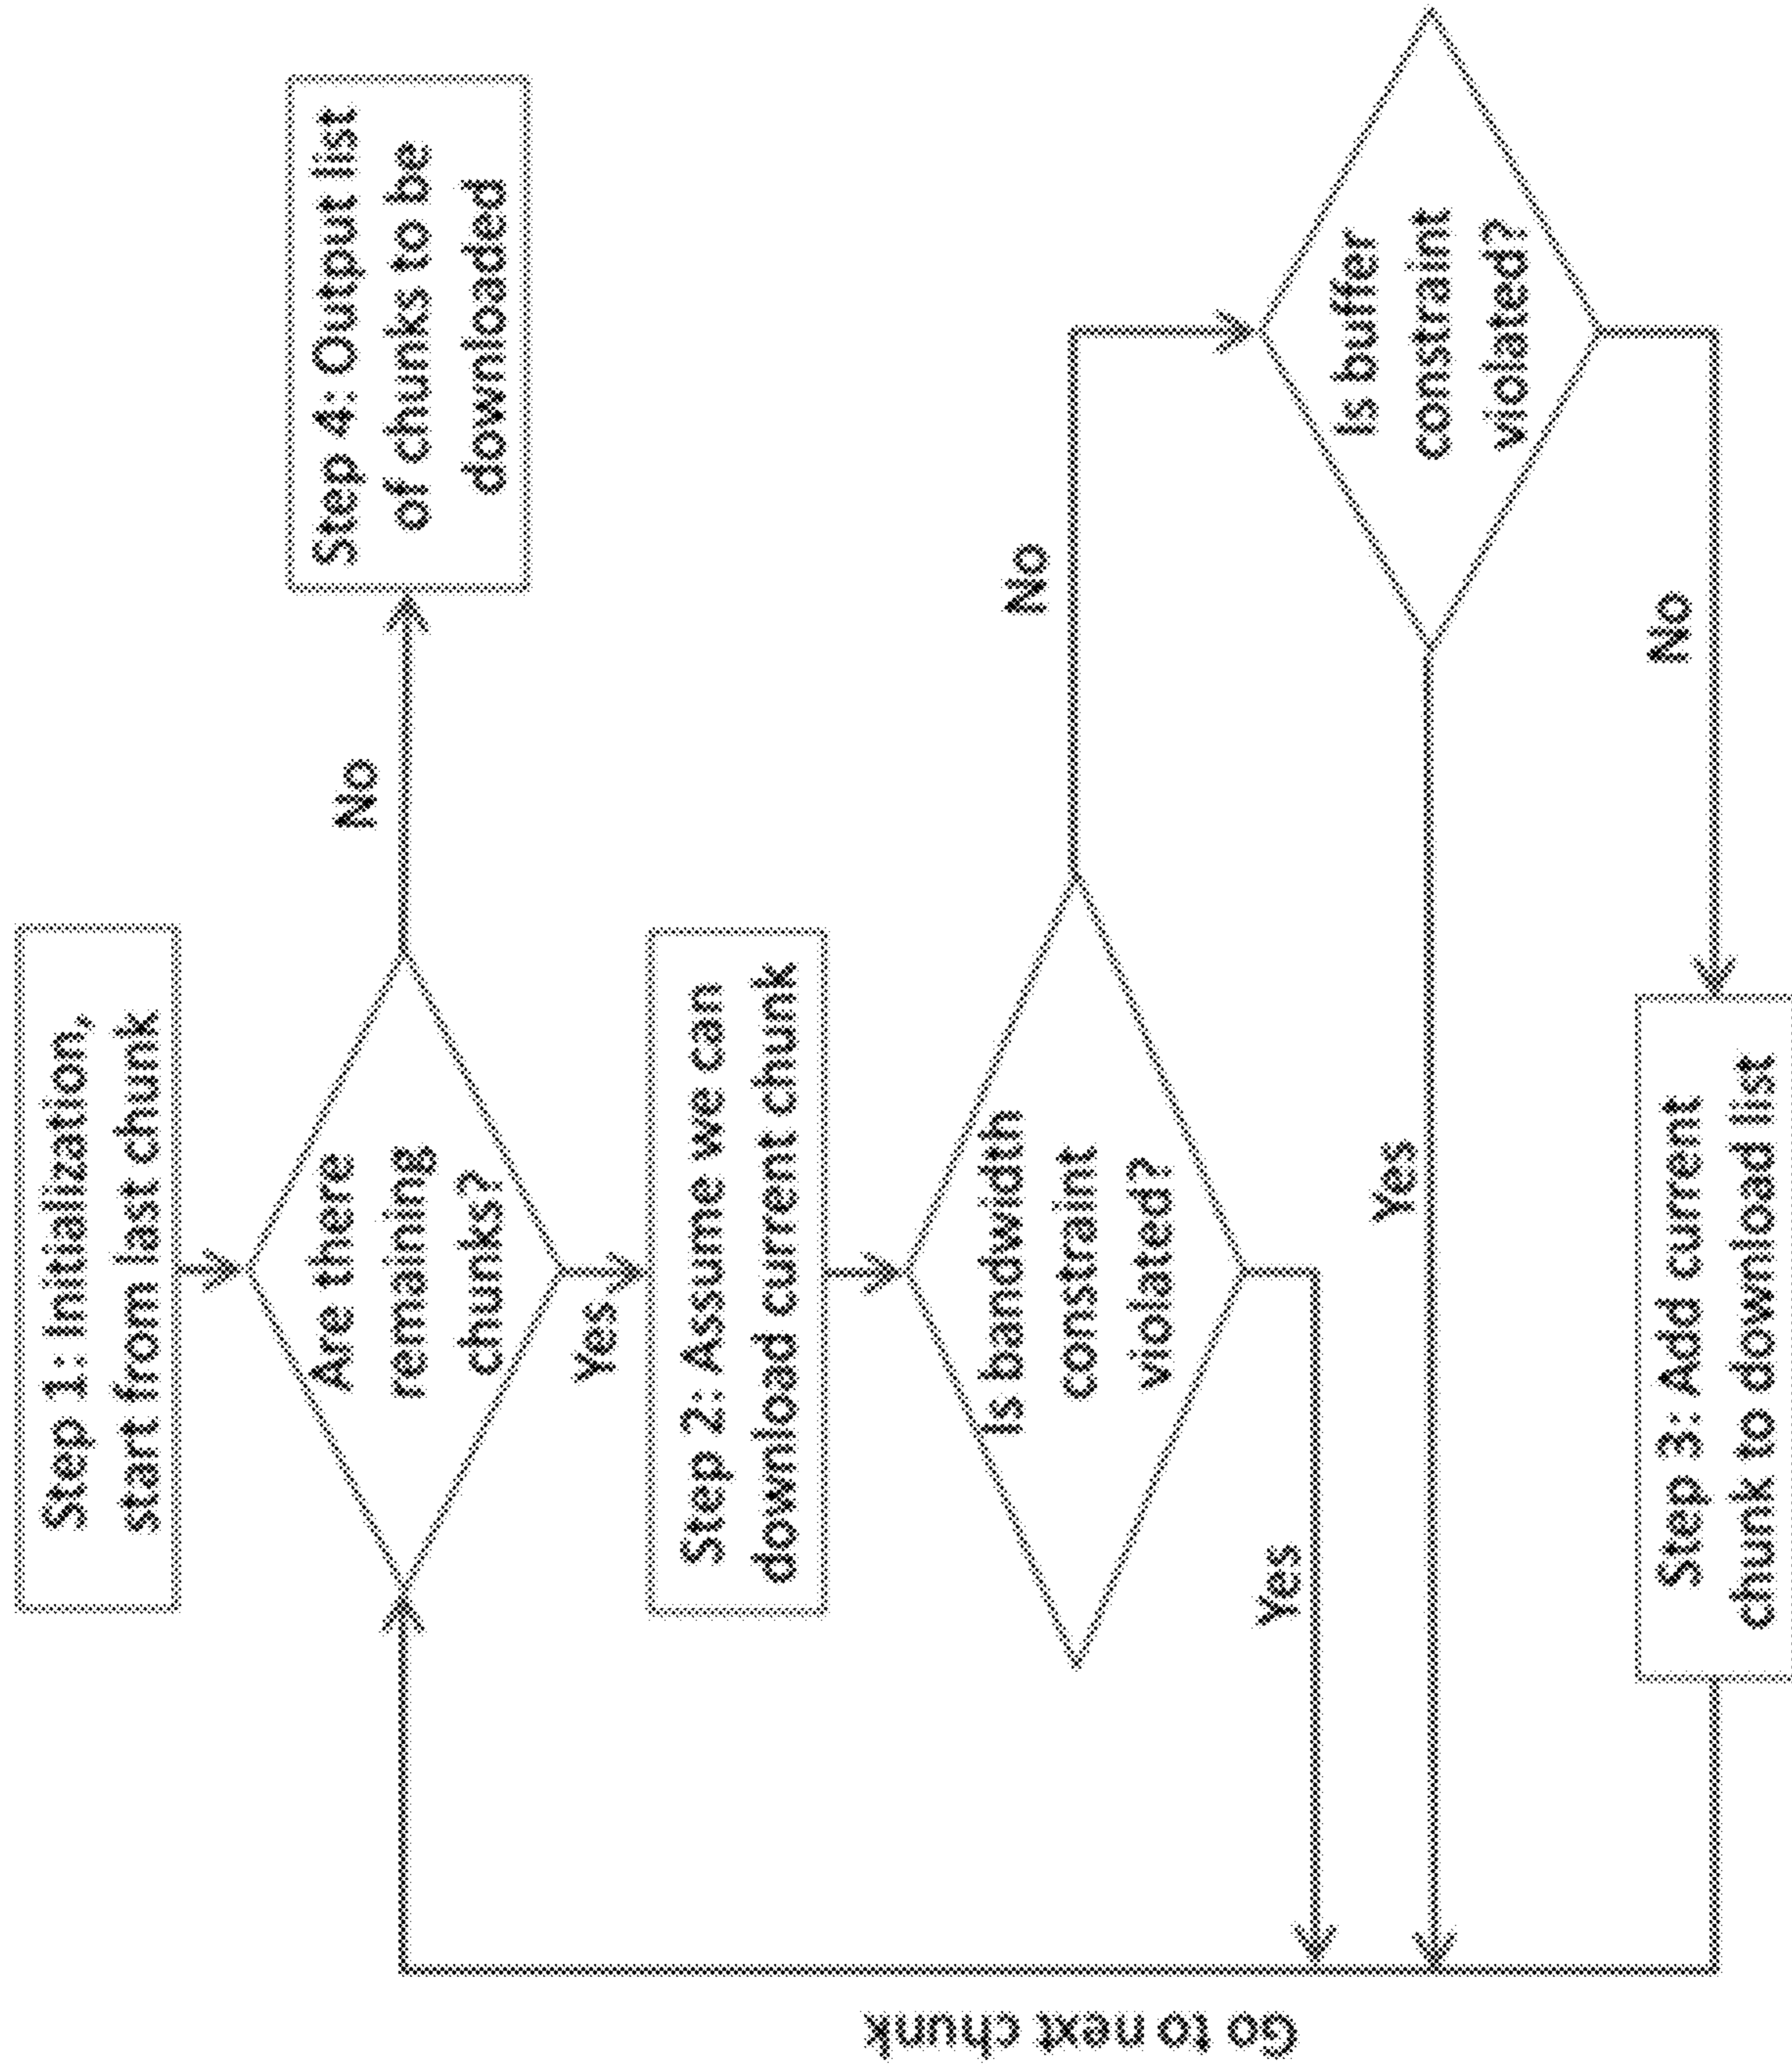 Step 1: Initialization,
start from last chunk
Are there
remaining
chunks?
No
Step 4: Output list
of chunks to be
downloaded
Yes
Step 2: Assume we can
download current chunk
Is bandwidth
constraint
violated?
No
Is buffer
constraint
violated?
Yes
Yes
No
Step 3: Add current
chunk to download list
Go to next chunk